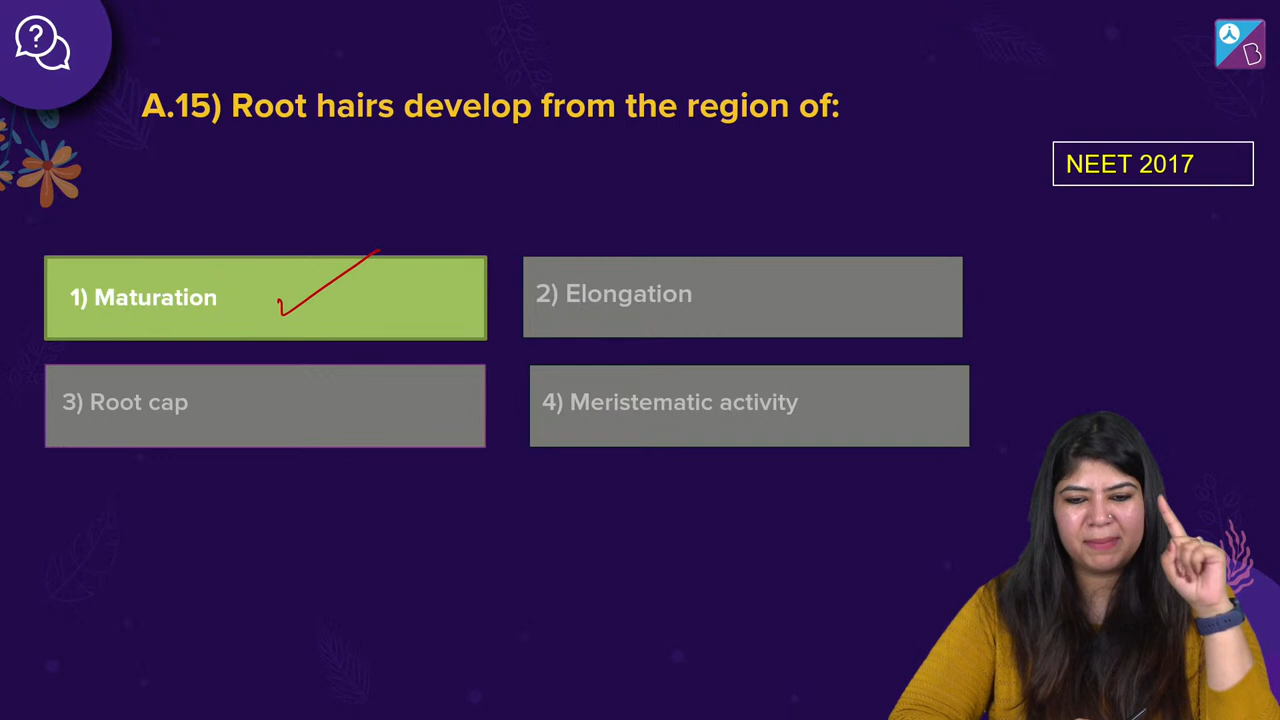 ?
A.15) Root hairs develop from the region of:
B
NEET 2017
1) Maturation
2) Elongation
3) Root cap
4) Meristematic activity